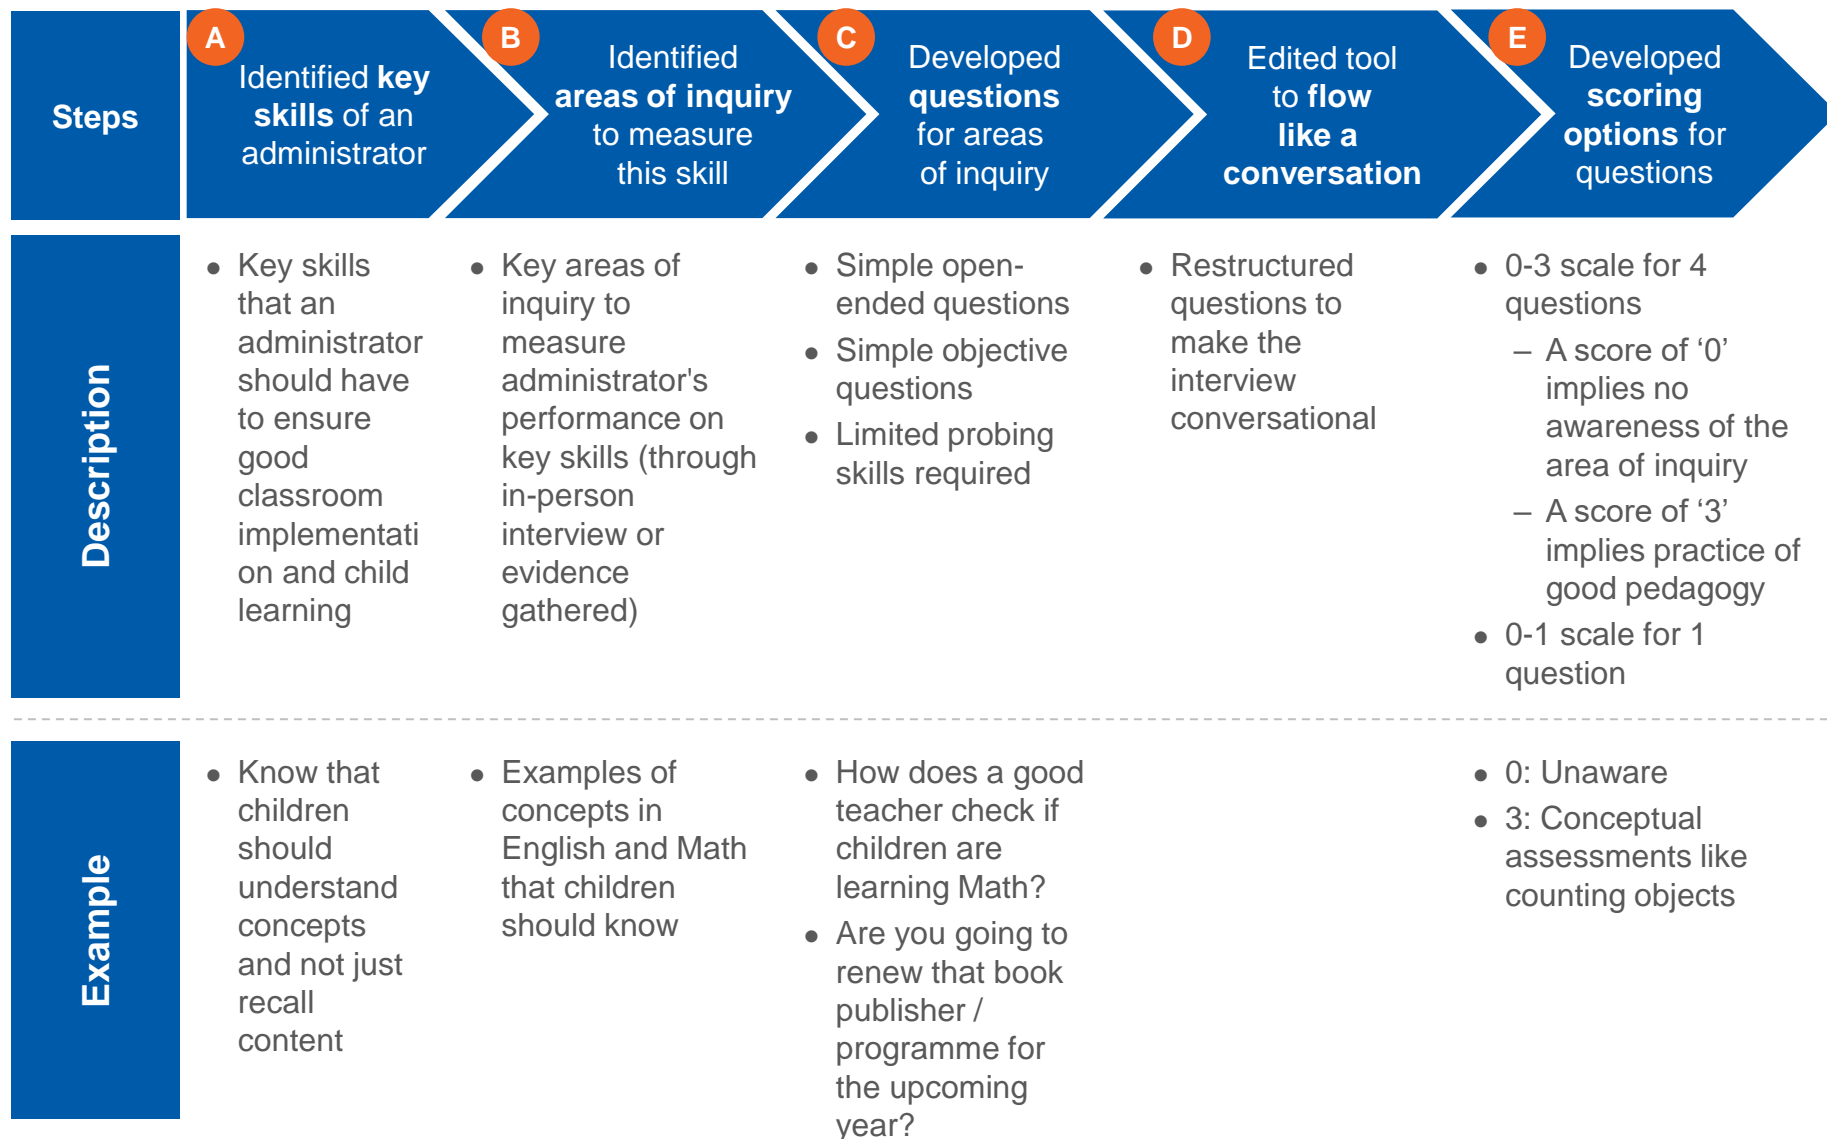 Steps
A
Identified key
skills of an
administrator
B
Identified
areas of inquiry
to measure
this skill
C
Developed
questions
for areas
of inquiry
D
Edited tool
to flow
like a
conversation
E
Developed
scoring
options for
questions
Description
● Key skills
that an
administrator
should have
to ensure
good
classroom
implementati
on and child
learning
● Key areas of
inquiry to
measure
administrator's
performance on
key skills (through
in-person
interview or
evidence
gathered)
● Simple open-
ended questions
● Simple objective
questions
● Limited probing
skills required
● Restructured
questions to
make the
interview
conversational
● 0-3 scale for 4
questions
– A score of ‘0’
implies no
awareness of the
area of inquiry
– A score of ‘3’
implies practice of
good pedagogy
● 0-1 scale for 1
question
Example
● Know that
children
should
understand
concepts
and not just
recall
content
● Examples of
concepts in
English and Math
that children
should know
● How does a good
teacher check if
children are
learning Math?
● Are you going to
renew that book
publisher /
programme for
the upcoming
year?
● 0: Unaware
● 3: Conceptual
assessments like
counting objects